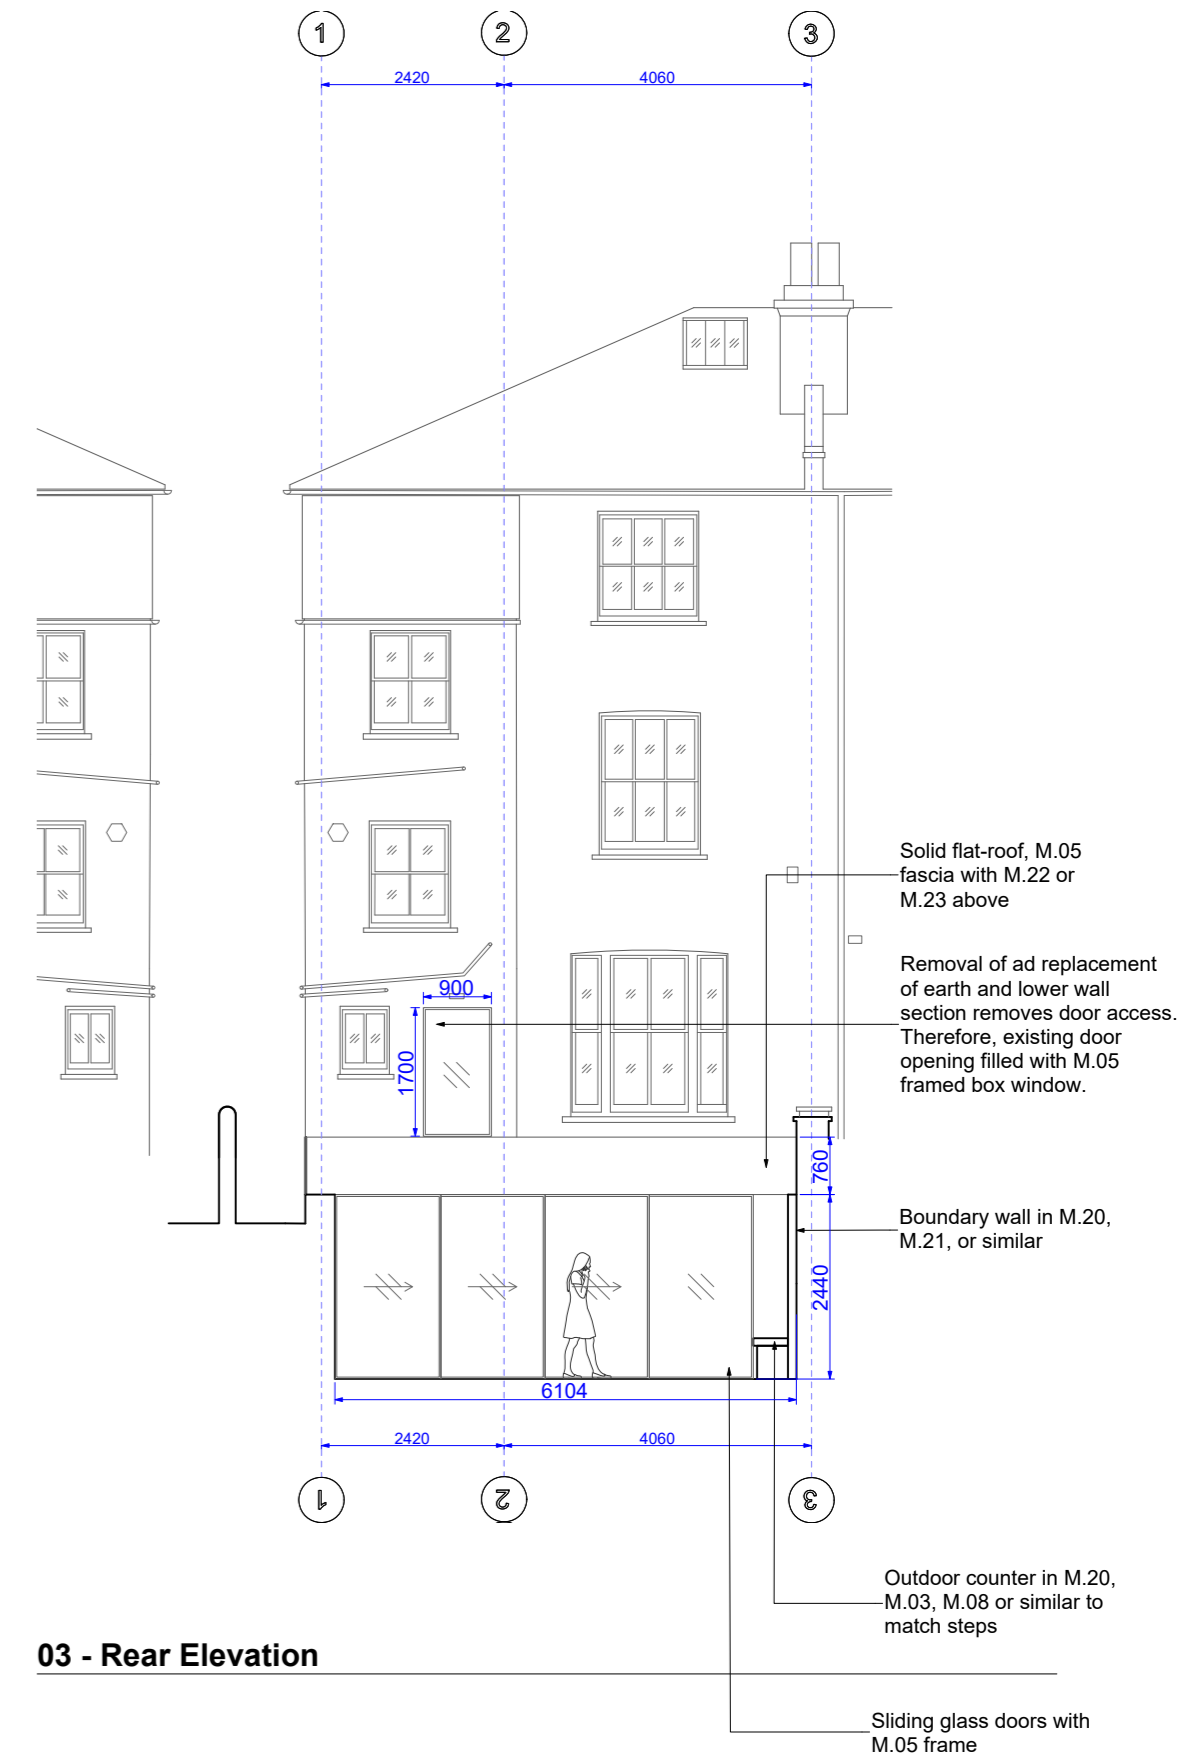 1 2 3
2420 4060
Solid flat-roof, M.05
fascia with M.22 or
M.23 above
Removal of ad replacement
of earth and lower wall
section removes door access.
Therefore, existing door
opening filled with M.05
framed box window.
900
1700
760
Boundary wall in M.20,
M.21, or similar
2440
6104
2420 4060
1 2 3
Outdoor counter in M.20,
M.03, M.08 or similar to
match steps
03 - Rear Elevation
Sliding glass doors with
M.05 frame